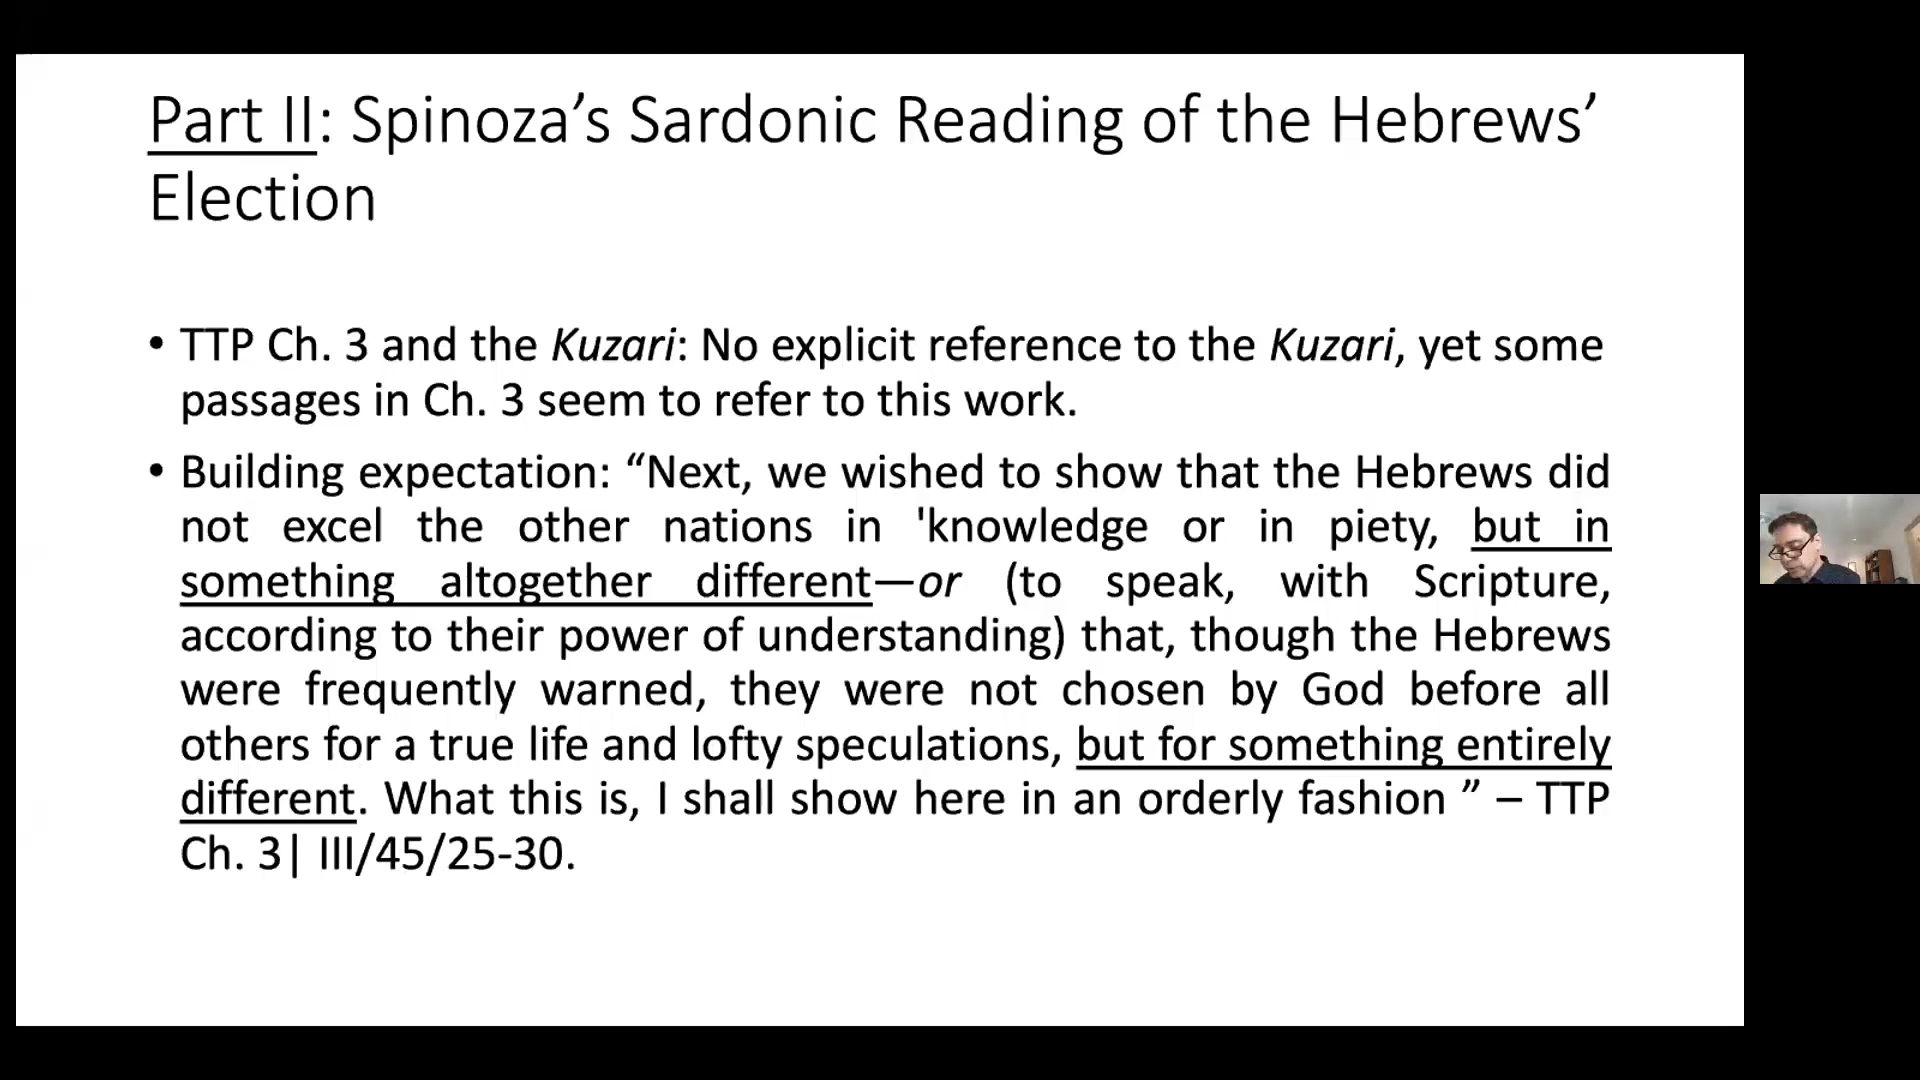 Part II: Spinoza’s Sardonic Reading of the Hebrews’
Election
• TTP Ch. 3 and the Kuzari: No explicit reference to the Kuzari, yet some
passages in Ch. 3 seem to refer to this work.
• Building expectation: “Next, we wished to show that the Hebrews did
not excel the other nations in 'knowledge or in piety, but in
something altogether different—or (to speak, with Scripture,
according to their power of understanding) that, though the Hebrews
were frequently warned, they were not chosen by God before all
others for a true life and lofty speculations, but for something entirely
different. What this is, I shall show here in an orderly fashion ” – TTP
Ch. 3| III/45/25-30.